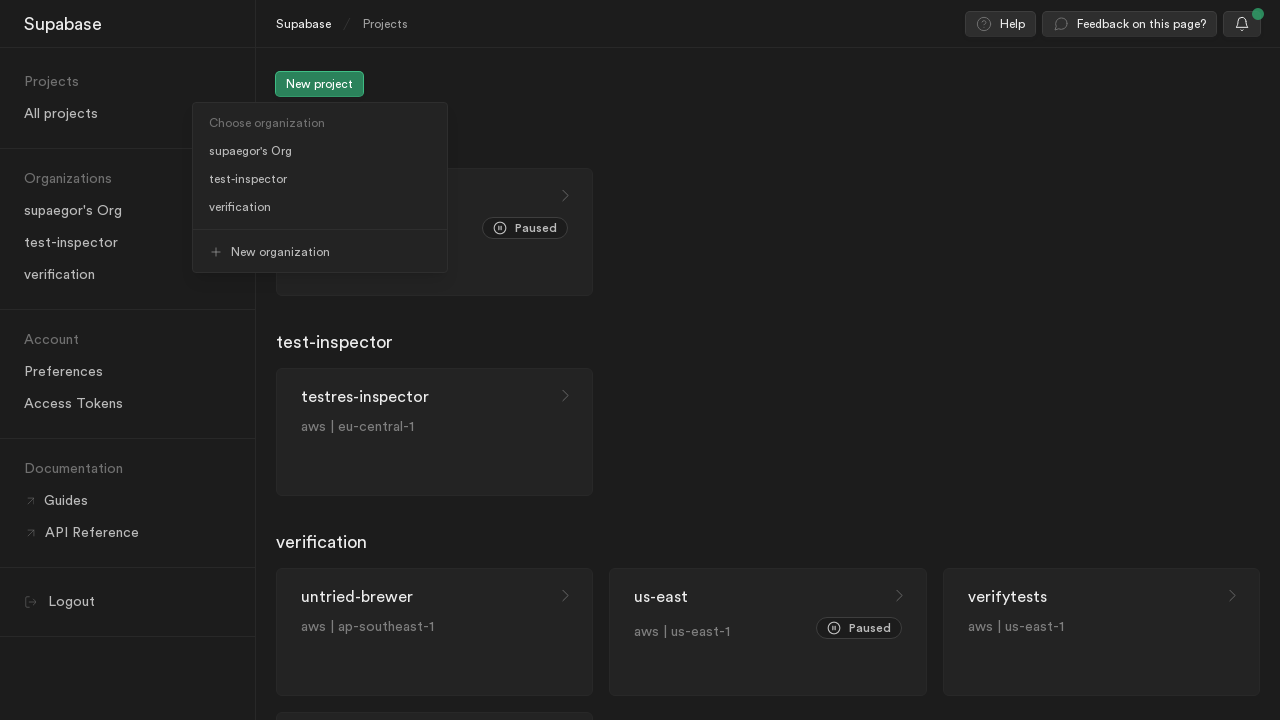 Supabase
Projects
All projects
Organizations
supaegor's Org
test-inspector
verification
Account
Preferences
Access Tokens
Documentation
Guides
API Reference
Logout
Supabase / Projects
Help
Feedback on this page?
New project
Choose organization
supaegor's Org
test-inspector
verification
New organization
Paused
test-inspector
testres-inspector
aws | eu-central-1
verification
untried-brewer
aws | ap-southeast-1
us-east
aws | us-east-1
Paused
verifytests
aws | us-east-1